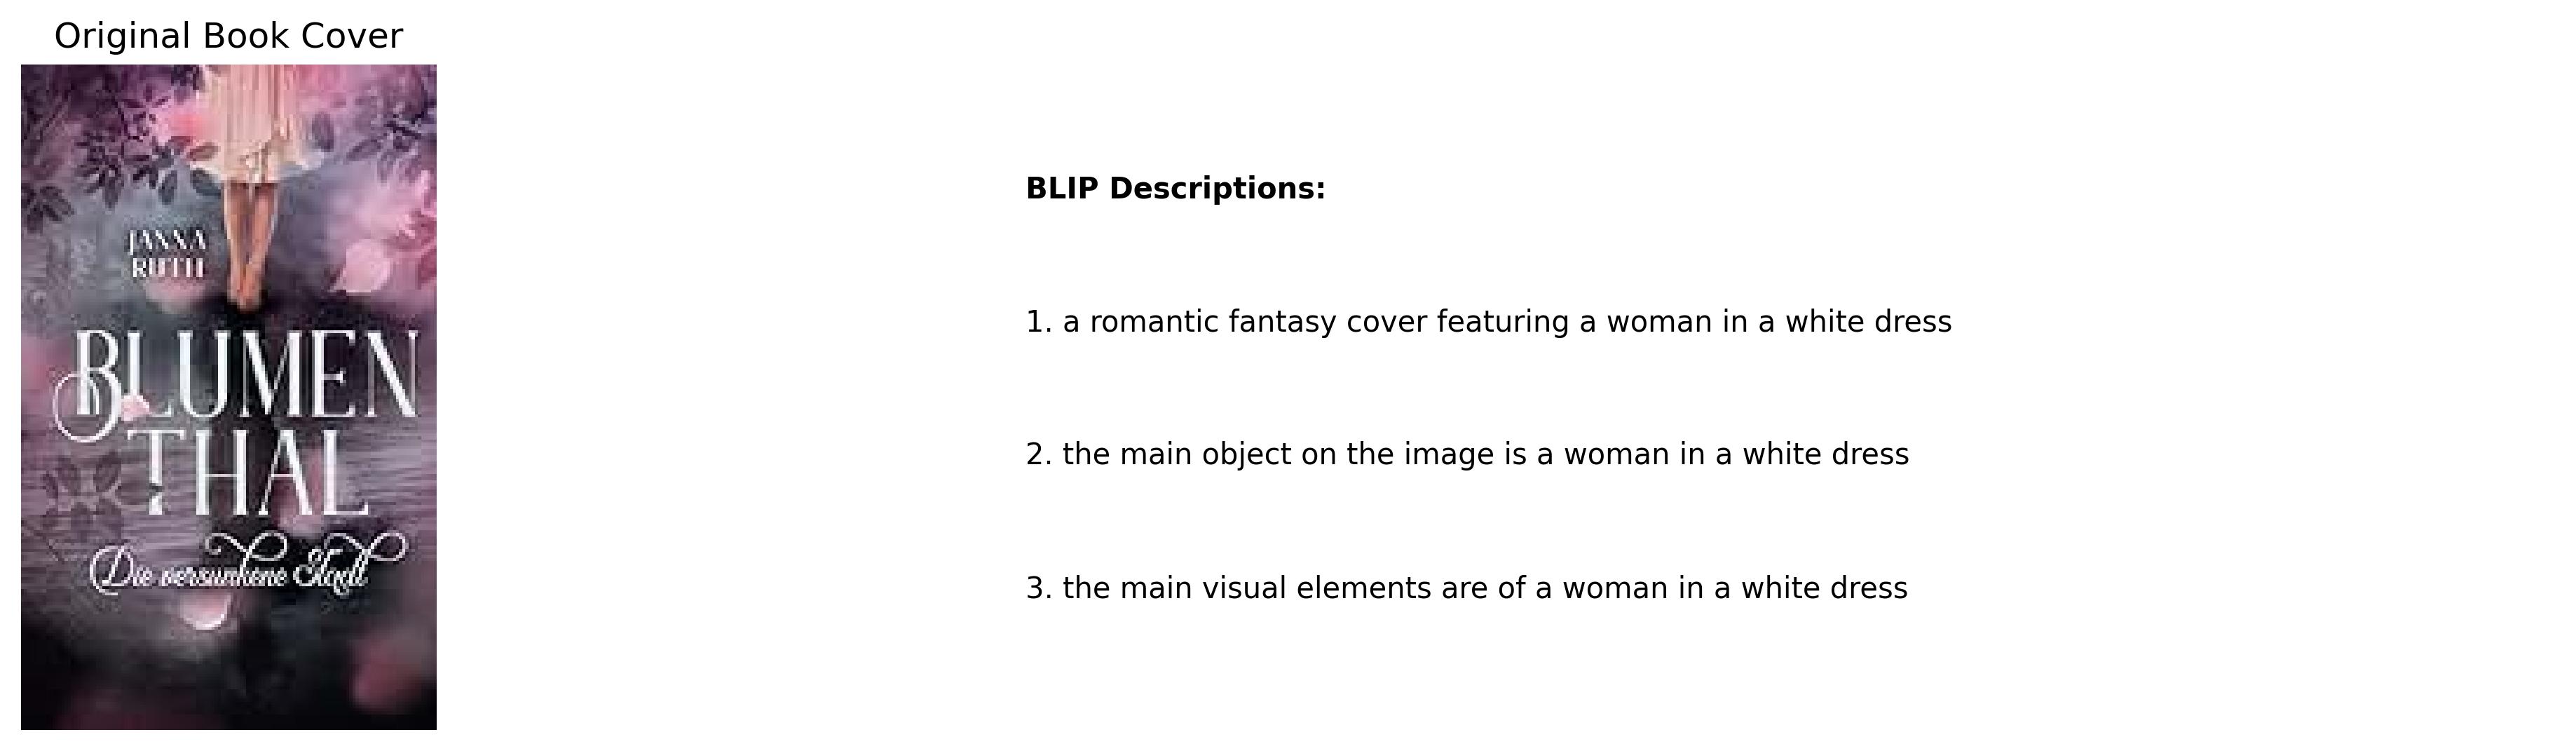 Original Book Cover
JANNA
RUTH
BLUMEN
THAL
Die versunkene Stadt
BLIP Descriptions:
1. a romantic fantasy cover featuring a woman in a white dress
2. the main object on the image is a woman in a white dress
3. the main visual elements are of a woman in a white dress